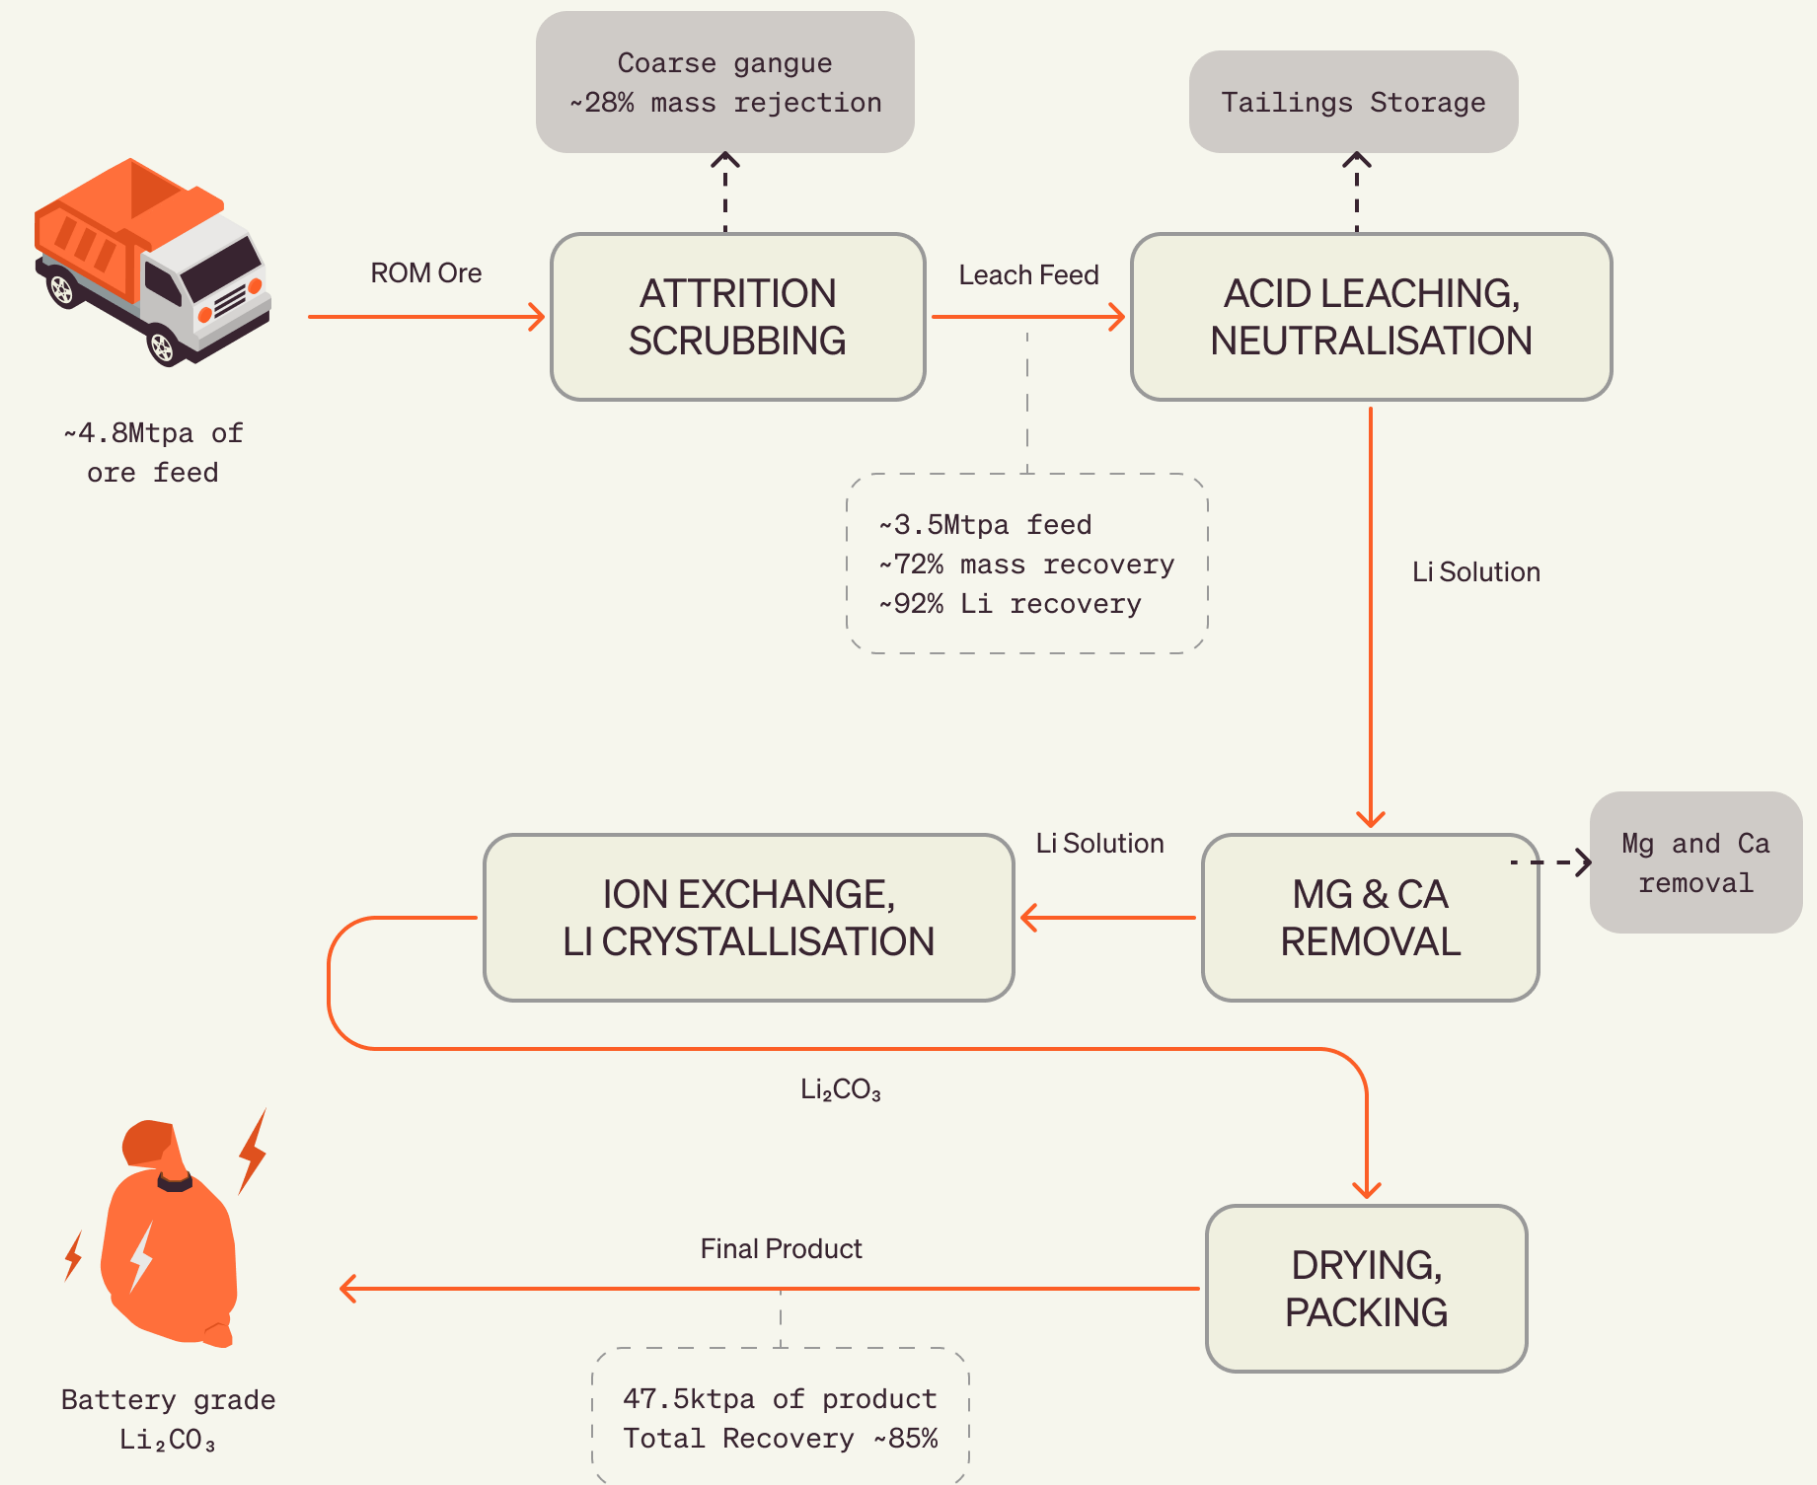 Coarse gangue
~28% mass rejection
Tailings Storage
ROM Ore
ATTRITION
SCRUBBING
Leach Feed
ACID LEACHING,
NEUTRALISATION
~4.8Mtpa of
ore feed
~3.5Mtpa feed
~72% mass recovery
~92% Li recovery
Li Solution
Mg and Ca
removal
MG & CA
REMOVAL
Li Solution
ION EXCHANGE,
LI CRYSTALLISATION
Li₂CO₃
DRYING,
PACKING
Final Product
47.5ktpa of product
Total Recovery ~85%
Battery grade
Li₂CO₃